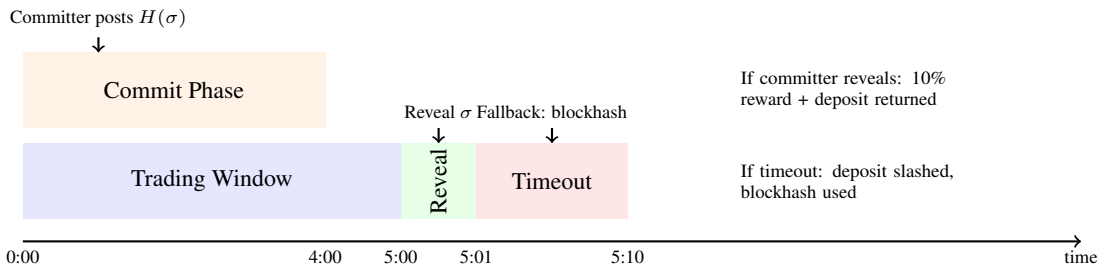 Committer posts H(σ)
Commit Phase
If committer reveals: 10%
reward + deposit returned
Reveal σ Fallback: blockhash
Trading Window
Reveal
Timeout
If timeout: deposit slashed,
blockhash used
0:00 4:00 5:00 5:01 5:10 time